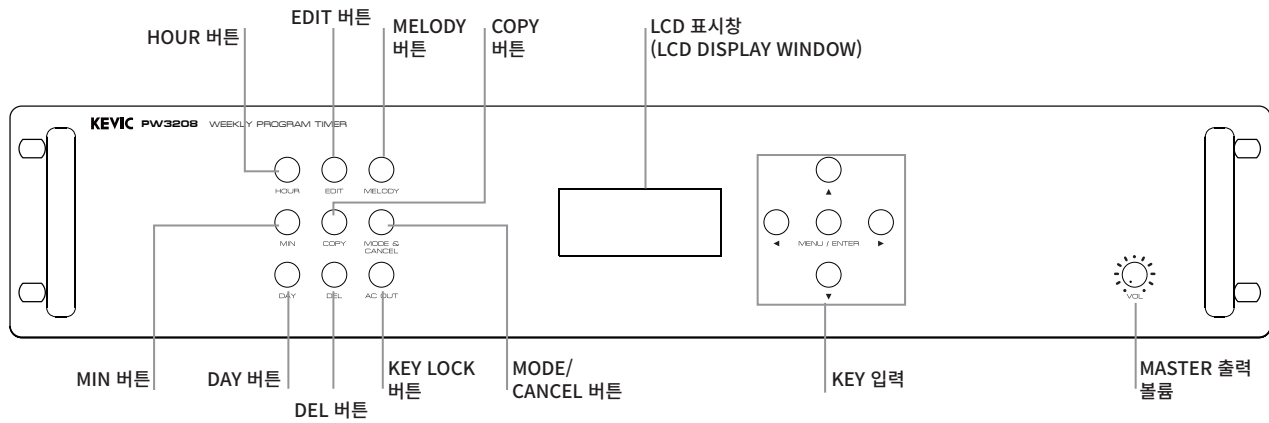 EDIT 버튼
HOUR 버튼
MELODY
버튼
COPY
버튼
LCD 표시창
(LCD DISPLAY WINDOW)
KEVIC PW3208 WEEKLY PROGRAM TIMER
HOUR
EDIT
MELODY
MIN
COPY
MODE &
CANCEL
DAY
DEL
AC OUT
▲
◀
MENU / ENTER
▶
▼
VOL
MIN 버튼
DAY 버튼
DEL 버튼
KEY LOCK
버튼
MODE/
CANCEL 버튼
KEY 입력
MASTER 출력
볼륨